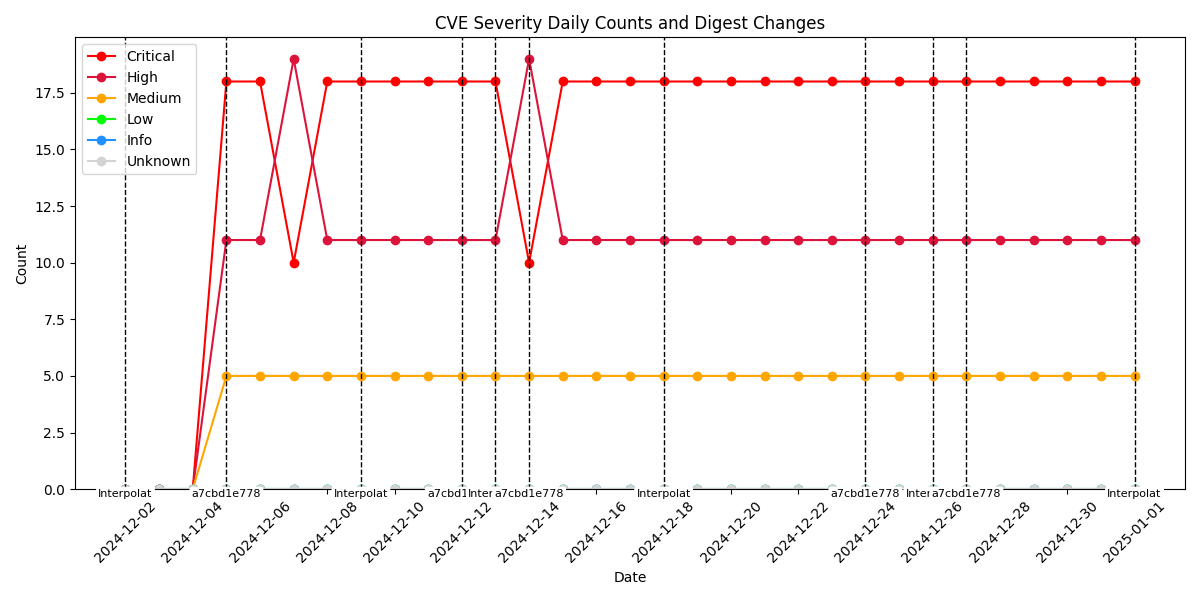 CVE Severity Daily Counts and Digest Changes
Critical
High
Medium
Low
Info
Unknown
17.5
15.0
12.5
10.0
7.5
5.0
2.5
0.0
Count
Interpolat
a7cbd1e778
Interpolat
a7cbd1
Inter
a7cbd1e778
Interpolat
a7cbd1e778
Inter
a7cbd1e778
Interpolat
2024-12-02
2024-12-04
2024-12-06
2024-12-08
2024-12-10
2024-12-12
2024-12-14
2024-12-16
2024-12-18
2024-12-20
2024-12-22
2024-12-24
2024-12-26
2024-12-28
2024-12-30
2025-01-01
Date